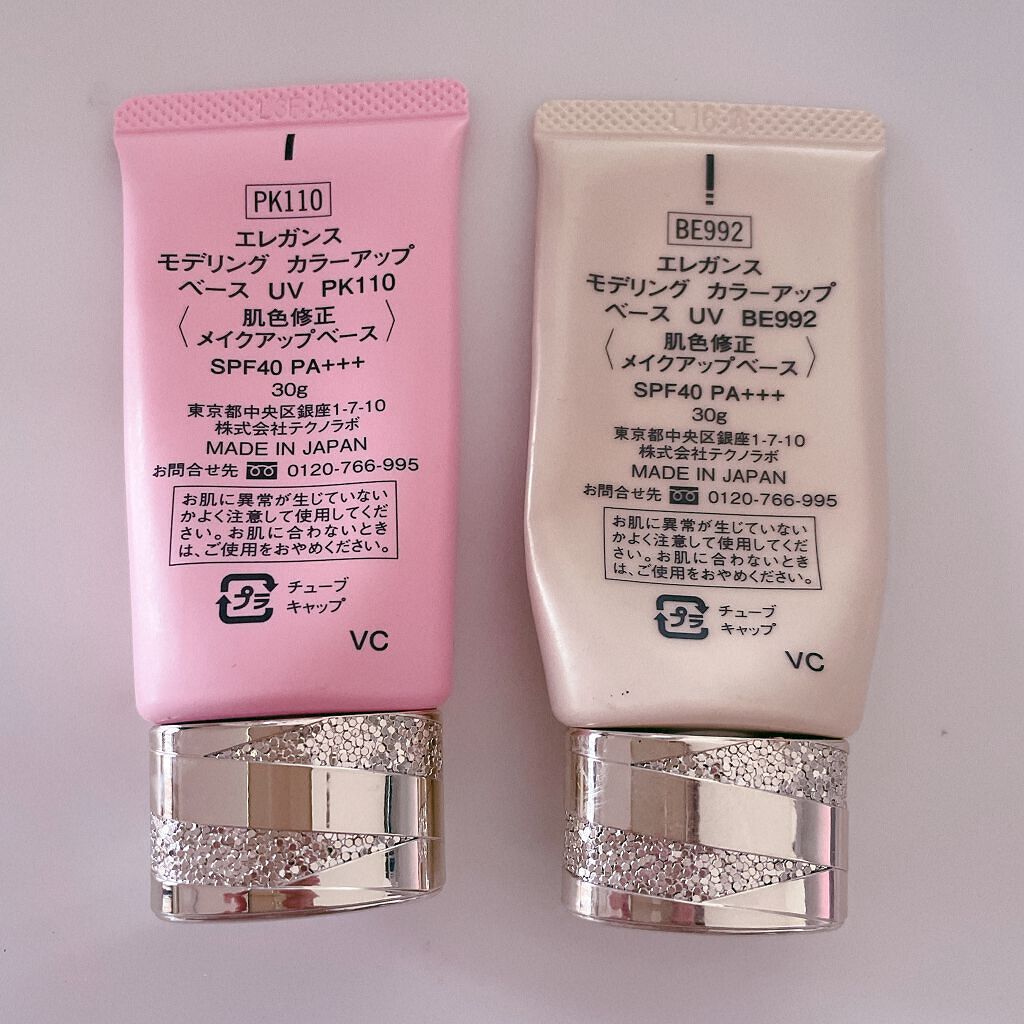 PK110
エレガンス
モデリング カラーアップ
ベース UV PK110
〈肌色修正
メイクアップベース〉
SPF40 PA+++
30g
東京都中央区銀座1-7-10
株式会社テクノラボ
MADE IN JAPAN
お問合せ先 0120-766-995
お肌に異常が生じていない
かよく注意して使用してくだ
さい。お肌に合わないとき
は、ご使用をおやめください。
プラ
チューブ
キャップ
VC
BE992
エレガンス
モデリング カラーアップ
ベース UV BE992
〈肌色修正
メイクアップベース〉
SPF40 PA+++
30g
東京都中央区銀座1-7-10
株式会社テクノラボ
MADE IN JAPAN
お問合せ先 0120-766-995
お肌に異常が生じていない
かよく注意して使用してくだ
さい。お肌に合わないとき
は、ご使用をおやめください。
プラ
チューブ
キャップ
VC